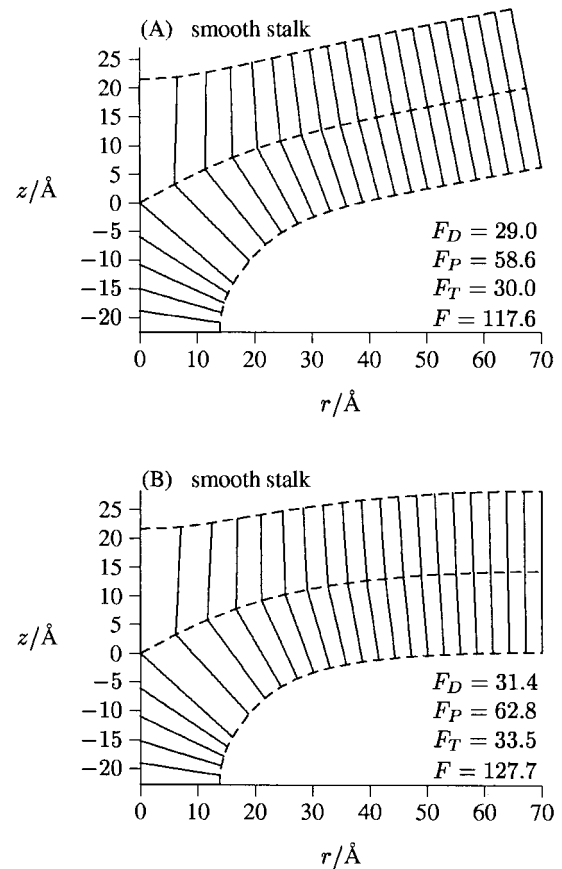 (A) smooth stalk
25
20
15
10
5
0
−5
−10
−15
−20
z/Å
F_D = 29.0
F_P = 58.6
F_T = 30.0
F = 117.6
0 10 20 30 40 50 60 70
r/Å
(B) smooth stalk
25
20
15
10
5
0
−5
−10
−15
−20
z/Å
F_D = 31.4
F_P = 62.8
F_T = 33.5
F = 127.7
0 10 20 30 40 50 60 70
r/Å